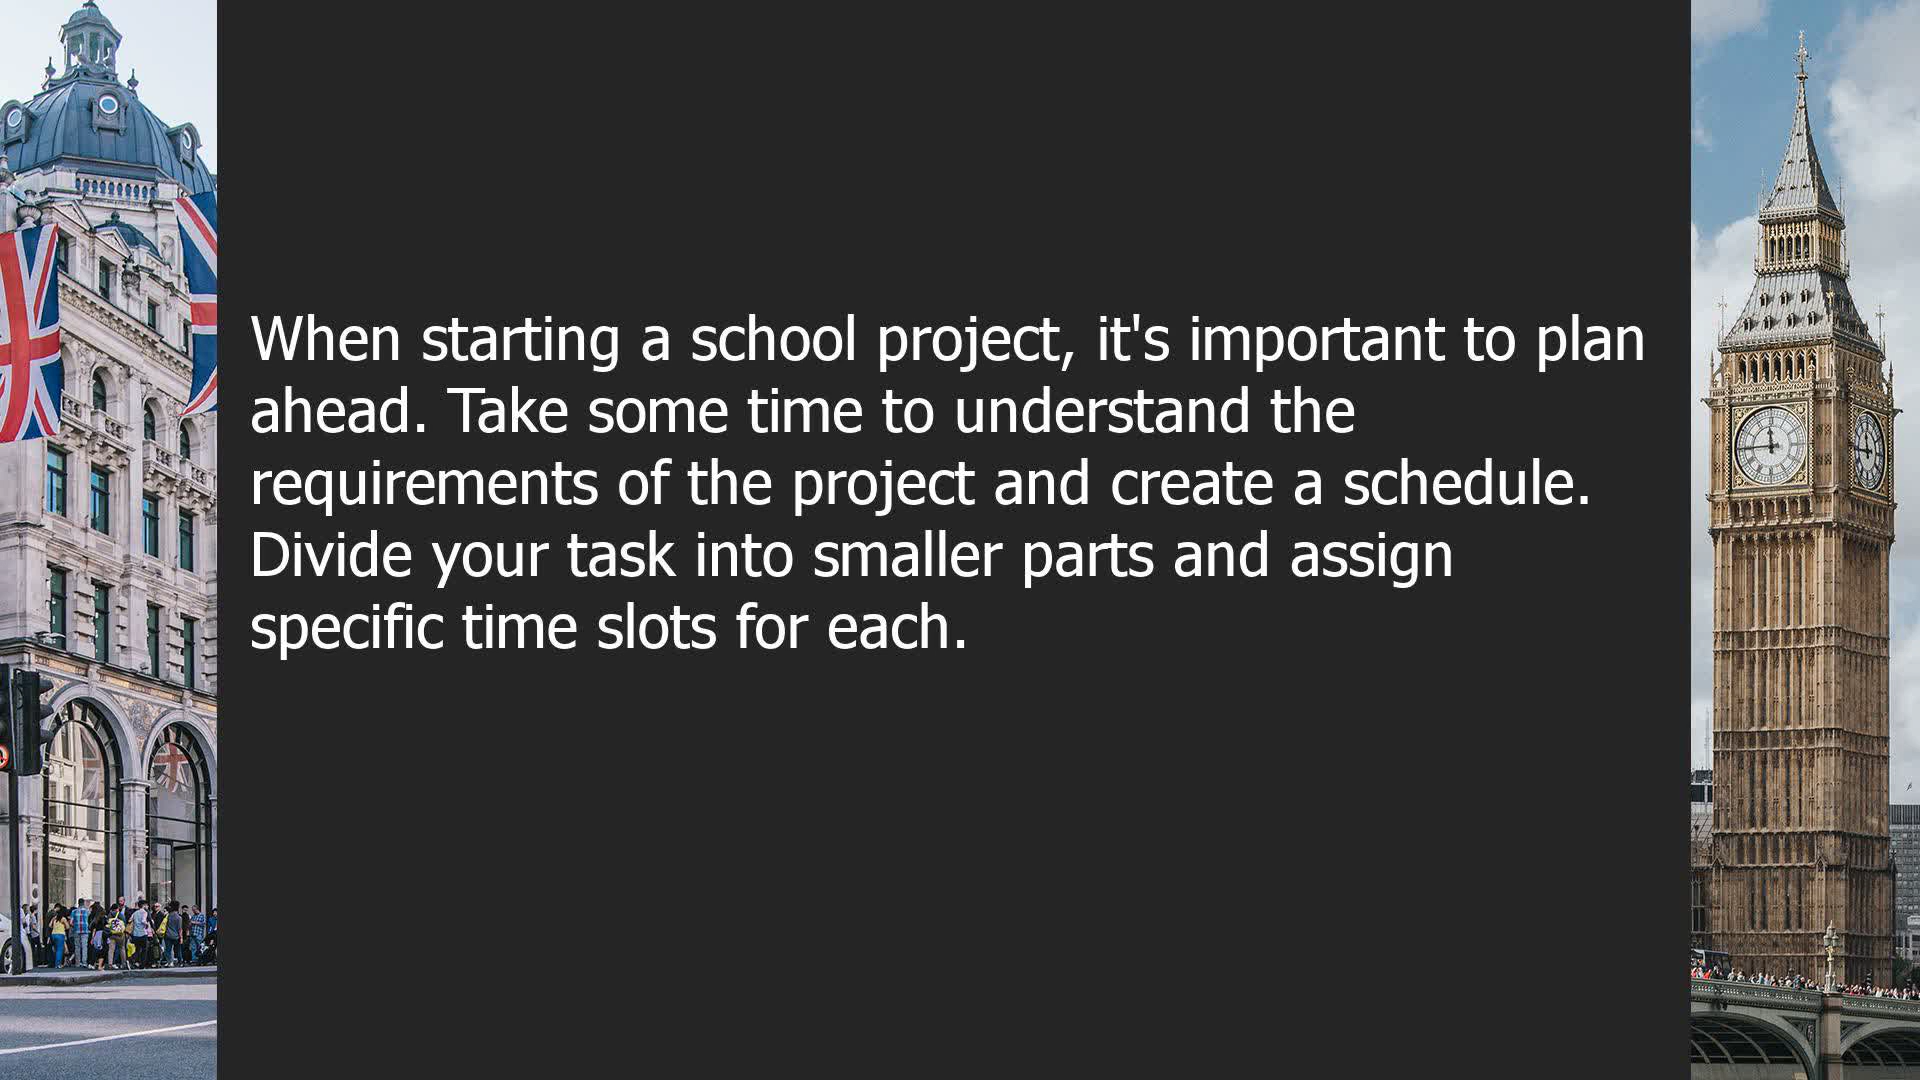 When starting a school project, it's important to plan
ahead. Take some time to understand the
requirements of the project and create a schedule.
Divide your task into smaller parts and assign
specific time slots for each.